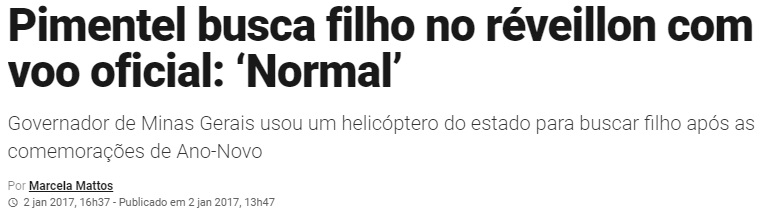 Pimentel busca filho no réveillon com
voo oficial: ‘Normal’
Governador de Minas Gerais usou um helicóptero do estado para buscar filho após as
comemorações de Ano-Novo
Por Marcela Mattos
2 jan 2017, 16h37 - Publicado em 2 jan 2017, 13h47